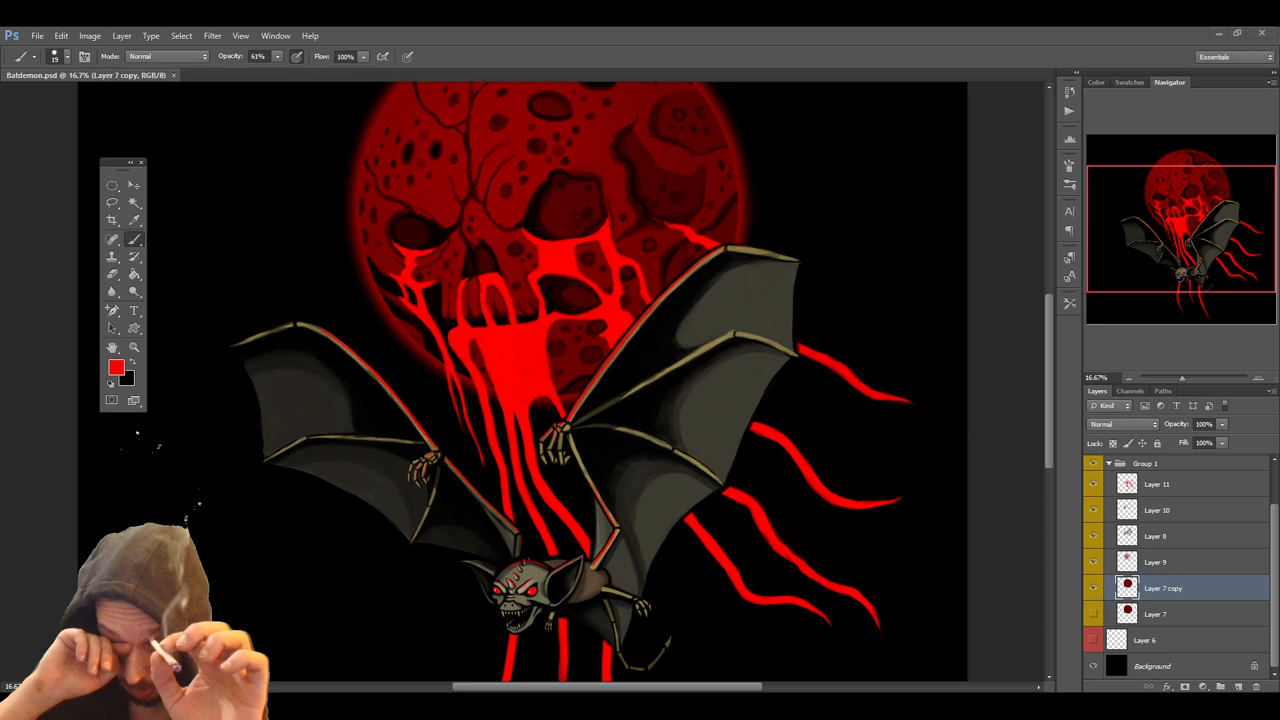 Ps File Edit Image Layer Type Select Filter View Window Help
19 Mode: Normal Opacity: 61% Flow: 100% Essentials
Batdemon.psd @ 16.7% (Layer 7 copy, RGB/8) ×
Color Swatches Navigator
16.67%
Layers Channels Paths
Kind
Normal Opacity: 100%
Lock: Fill: 100%
Group 1
Layer 11
Layer 10
Layer 8
Layer 9
Layer 7 copy
Layer 7
Layer 6
Background